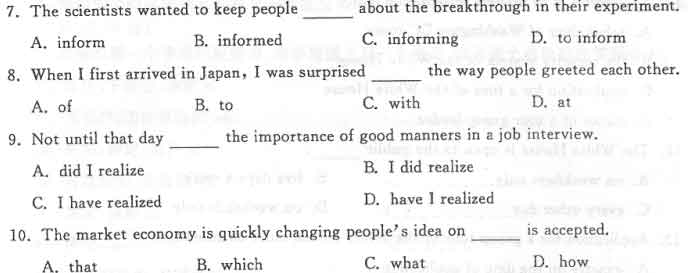 7. The scientists wanted to keep people ______ about the breakthrough in their experiment.
A. inform B. informed C. informing D. to inform
8. When I first arrived in Japan, I was surprised ______ the way people greeted each other.
A. of B. to C. with D. at
9. Not until that day ______ the importance of good manners in a job interview.
A. did I realize B. I did realize
C. I have realized D. have I realized
10. The market economy is quickly changing people's idea on ______ is accepted.
A. that B. which C. what D. how